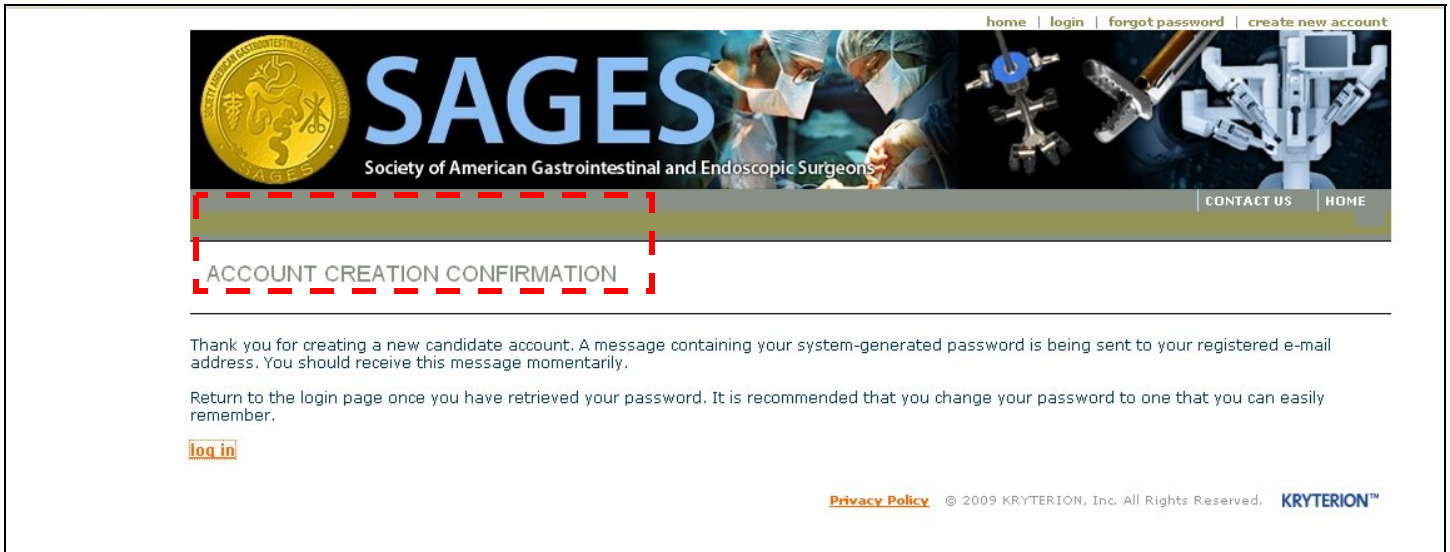 home | login | forgot password | create new account
SOCIETY AMERICAN GASTROINTESTINAL
SAGES
SAGES
Society of American Gastrointestinal and Endoscopic Surgeons
CONTACT US
HOME
ACCOUNT CREATION CONFIRMATION
Thank you for creating a new candidate account. A message containing your system-generated password is being sent to your registered e-mail
address. You should receive this message momentarily.
Return to the login page once you have retrieved your password. It is recommended that you change your password to one that you can easily
remember.
log in
Privacy Policy © 2009 KRYTERION, Inc. All Rights Reserved. KRYTERION™